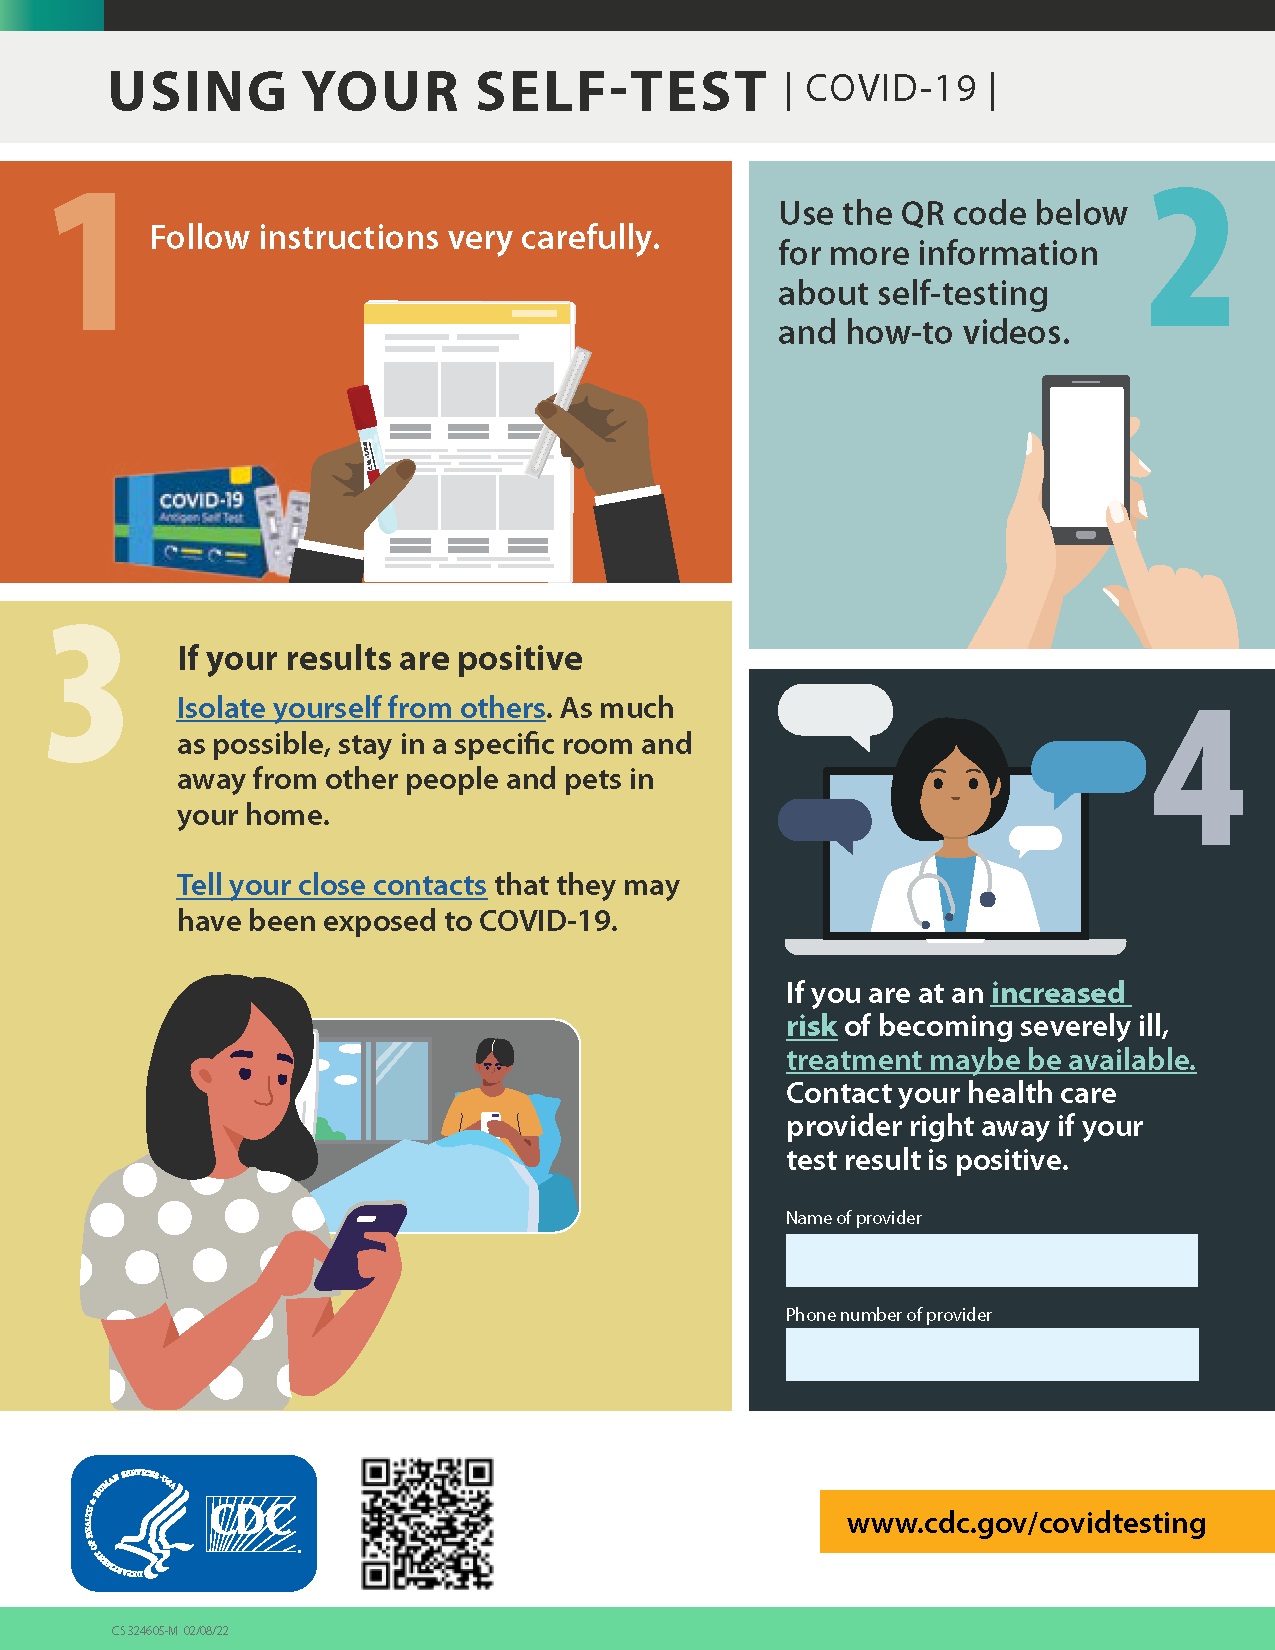 USING YOUR SELF-TEST | COVID-19 |
1
Follow instructions very carefully.
COVID-19
Antigen Self Test
Use the QR code below
for more information
about self-testing
and how-to videos.
2
3
If your results are positive
Isolate yourself from others. As much
as possible, stay in a specific room and
away from other people and pets in
your home.
Tell your close contacts that they may
have been exposed to COVID-19.
4
If you are at an increased
risk of becoming severely ill,
treatment maybe be available.
Contact your health care
provider right away if your
test result is positive.
Name of provider
Phone number of provider
DEPARTMENT OF HEALTH & HUMAN SERVICES • USA
CDC
www.cdc.gov/covidtesting
CS 324605-M 02/08/22